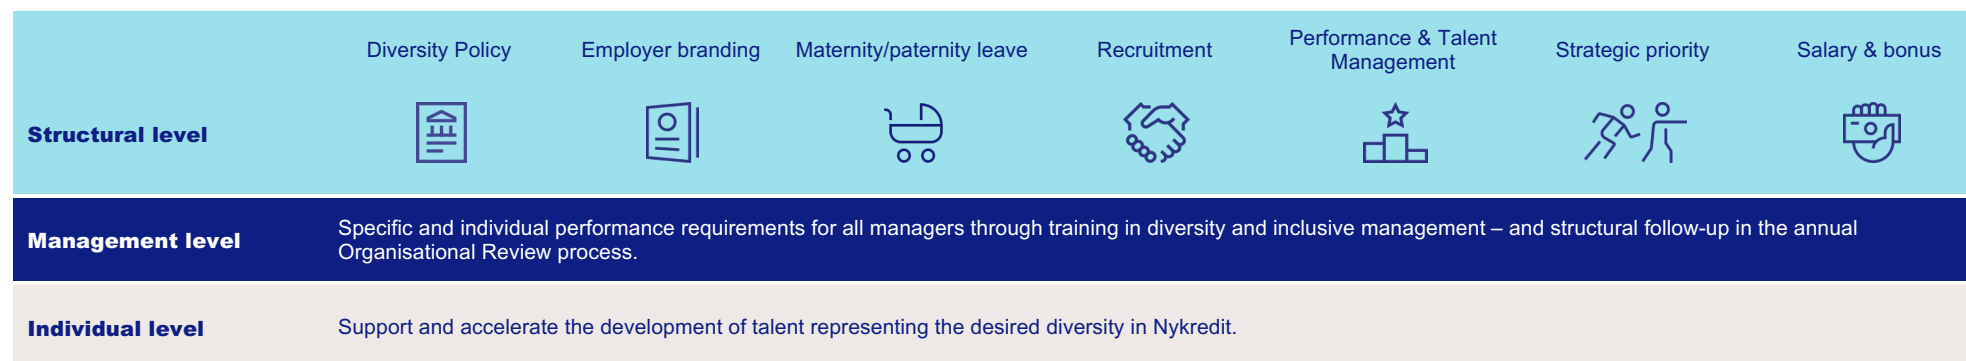 Diversity Policy
Employer branding
Maternity/paternity leave
Recruitment
Performance & Talent
Management
Strategic priority
Salary & bonus
Structural level
Management level
Specific and individual performance requirements for all managers through training in diversity and inclusive management – and structural follow-up in the annual
Organisational Review process.
Individual level
Support and accelerate the development of talent representing the desired diversity in Nykredit.